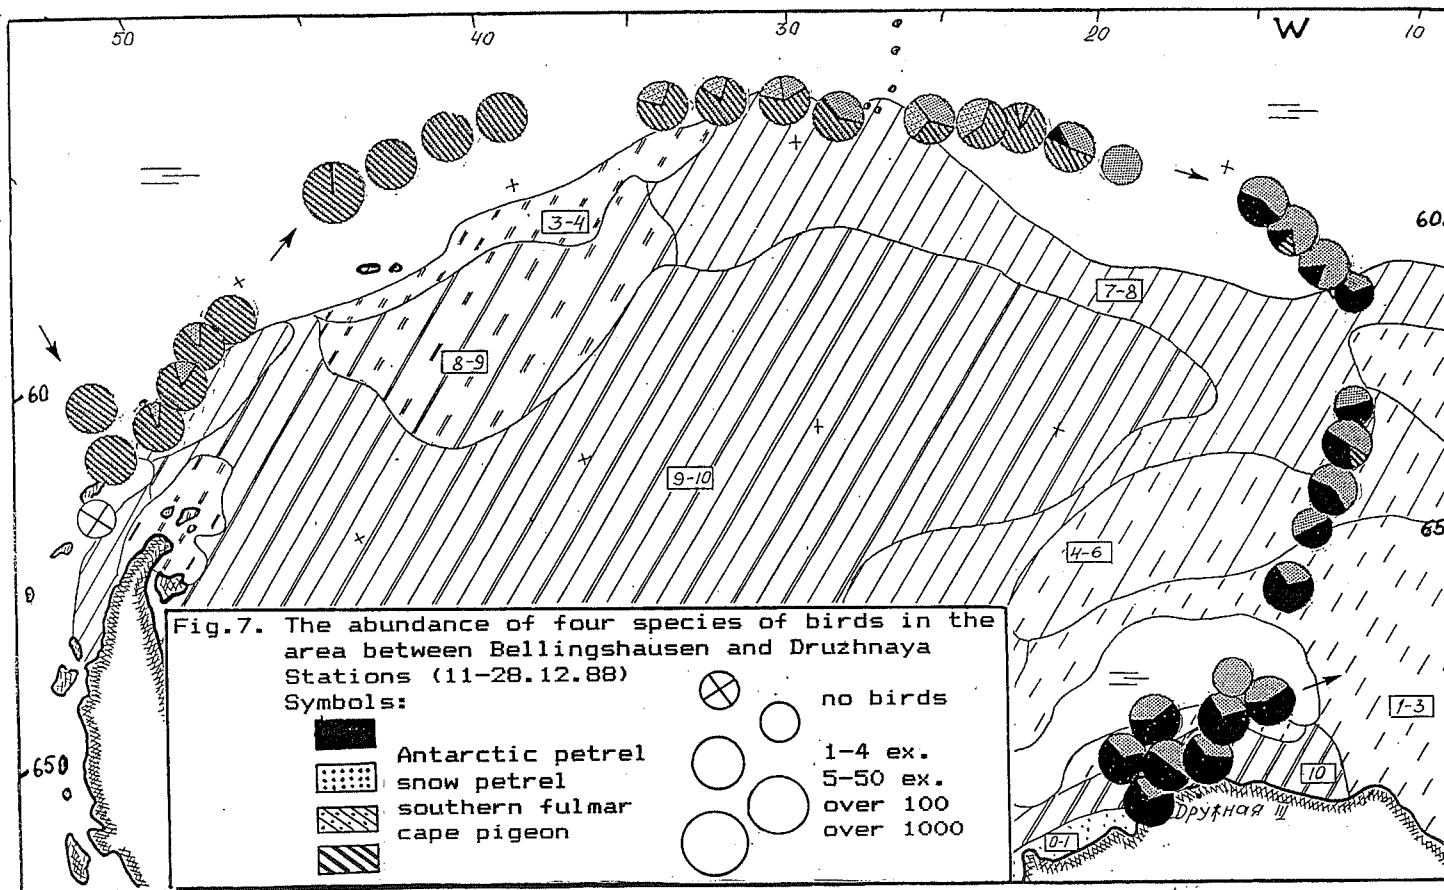 50
40
30
20
W
10
60
3-4
7-8
8-9
60
9-10
65
4-6
0
Fig.7. The abundance of four species of birds in the
area between Bellingshausen and Druzhnaya
Stations (11-28.12.88)
Symbols:
no birds
Antarctic petrel
1-4 ex.
snow petrel
5-50 ex.
southern fulmar
over 100
cape pigeon
over 1000
1-3
650
10
Дружная III
0-1